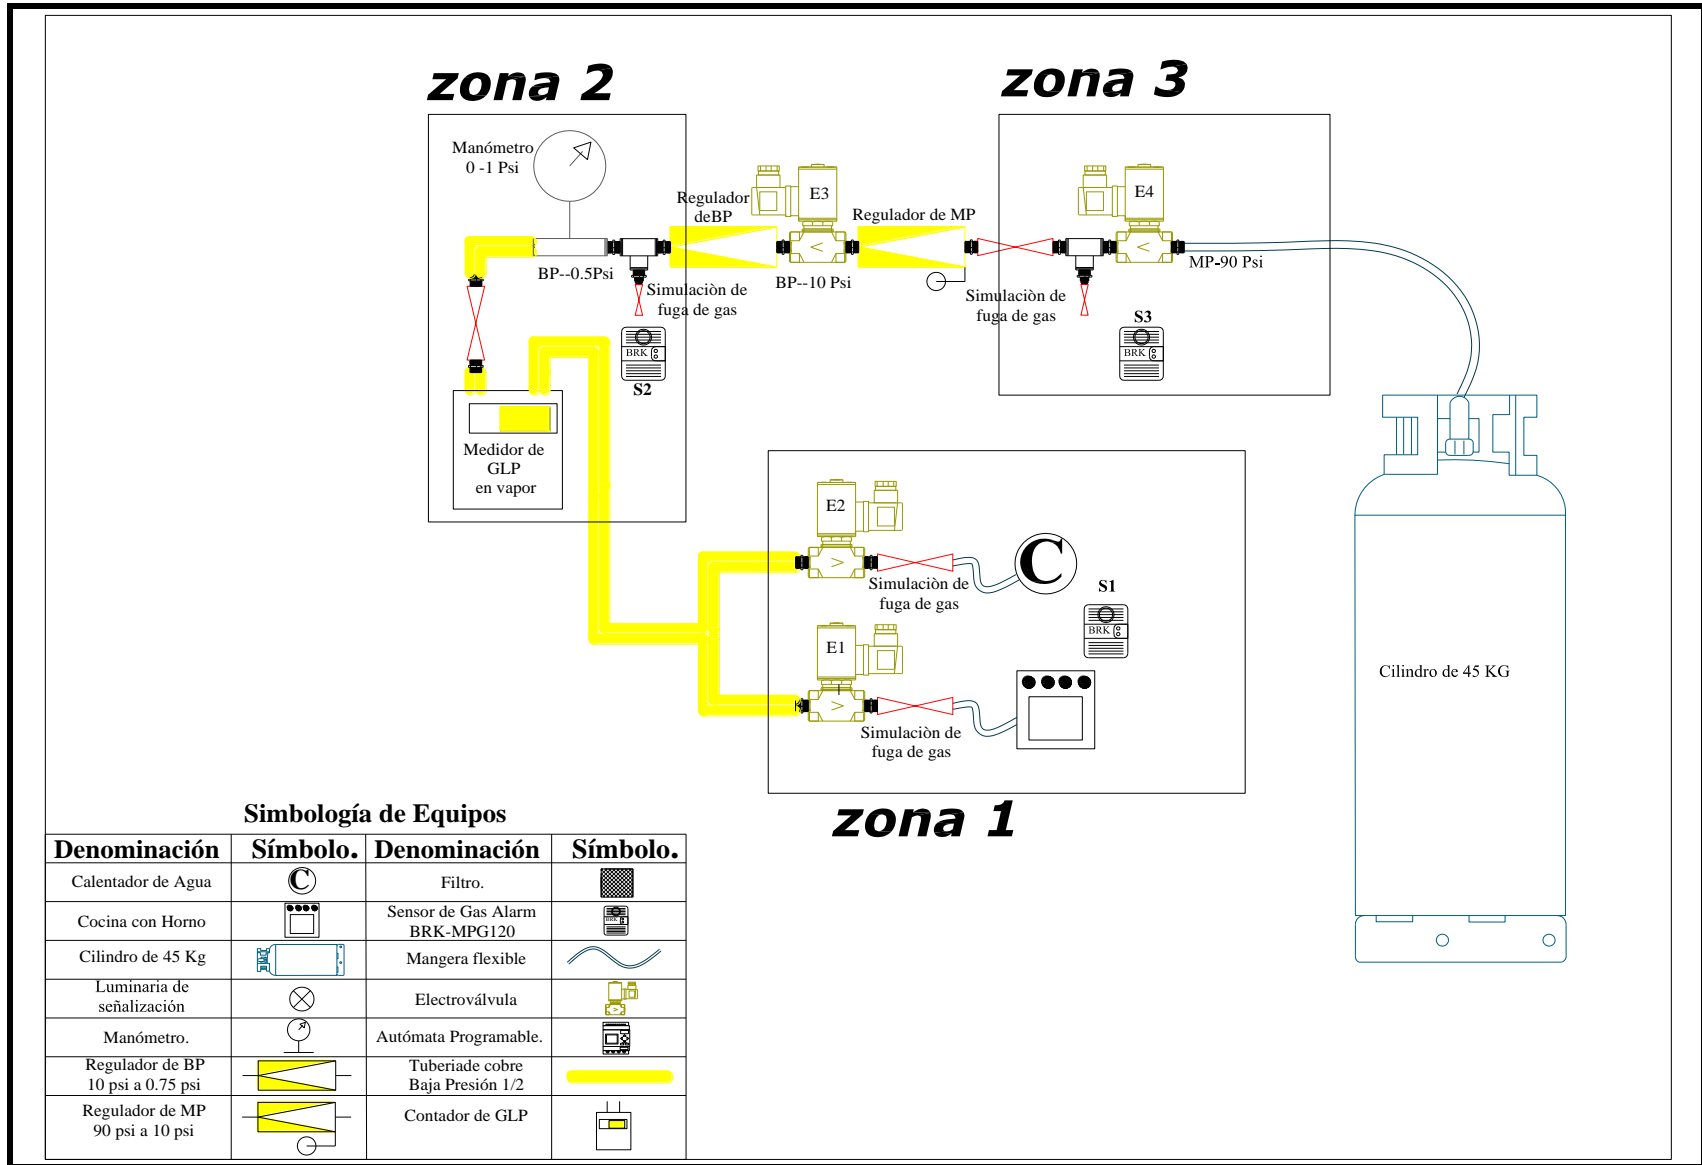 zona 2
zona 3
Manómetro
0 -1 Psi
Regulador
deBP
E3
Regulador de MP
E4
BP--0.5Psi
BP--10 Psi
MP-90 Psi
Simulaciòn de
fuga de gas
Simulaciòn de
fuga de gas
BRK
S2
S3
BRK
Medidor de
GLP
en vapor
E2
C
Simulaciòn de
fuga de gas
S1
BRK
E1
Simulaciòn de
fuga de gas
Cilindro de 45 KG
zona 1
Simbología de Equipos
Denominación Símbolo. Denominación Símbolo.
Calentador de Agua C Filtro.
Cocina con Horno
Sensor de Gas Alarm
BRK-MPG120
BRK
Cilindro de 45 Kg Mangera flexible
Luminaria de
señalización
Electroválvula
Manómetro. Autómata Programable.
Regulador de BP
10 psi a 0.75 psi
Tuberiade cobre
Baja Presión 1/2
Regulador de MP
90 psi a 10 psi
Contador de GLP